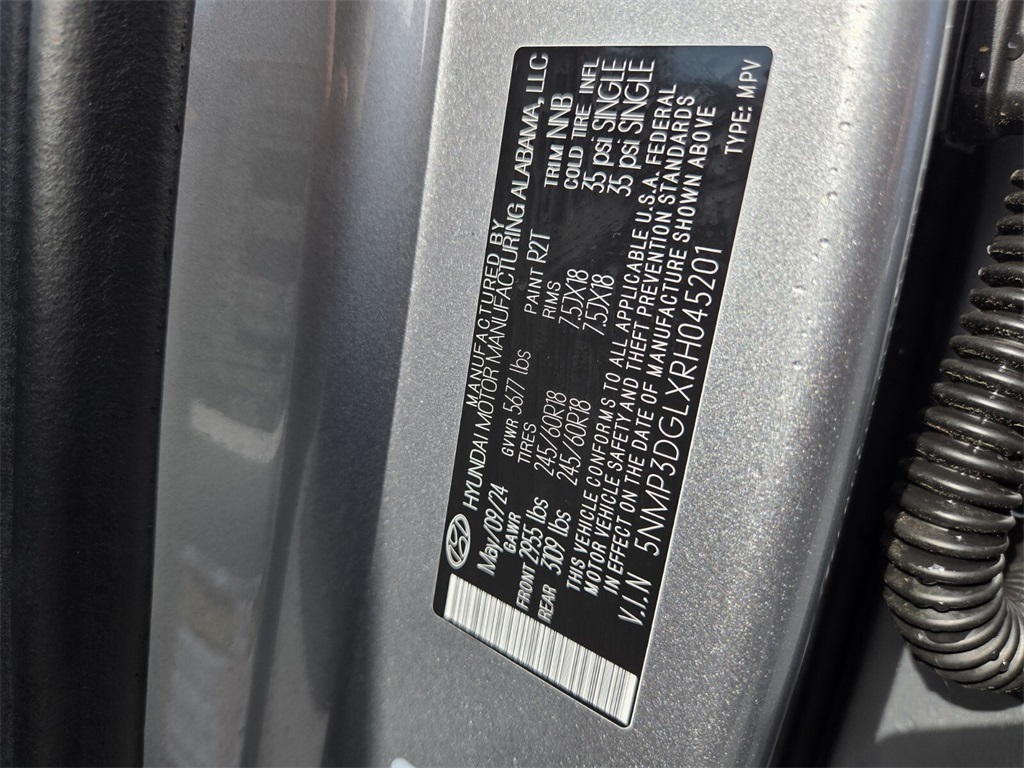 MANUFACTURED BY
HYUNDAI MOTOR MANUFACTURING ALABAMA, LLC
May/09/24 GVWR 5677 lbs PAINT R2T TRIM NNB
GAWR TIRES RIMS COLD TIRE INFL
FRONT 2955 lbs 245/60R18 7.5JX18 35 psi SINGLE
REAR 3109 lbs 245/60R18 7.5JX18 35 psi SINGLE
THIS VEHICLE CONFORMS TO ALL APPLICABLE U.S.A. FEDERAL
MOTOR VEHICLE SAFETY AND THEFT PREVENTION STANDARDS
IN EFFECT ON THE DATE OF MANUFACTURE SHOWN ABOVE
V.I.N 5NMP3DGLXRH045201 TYPE: MPV